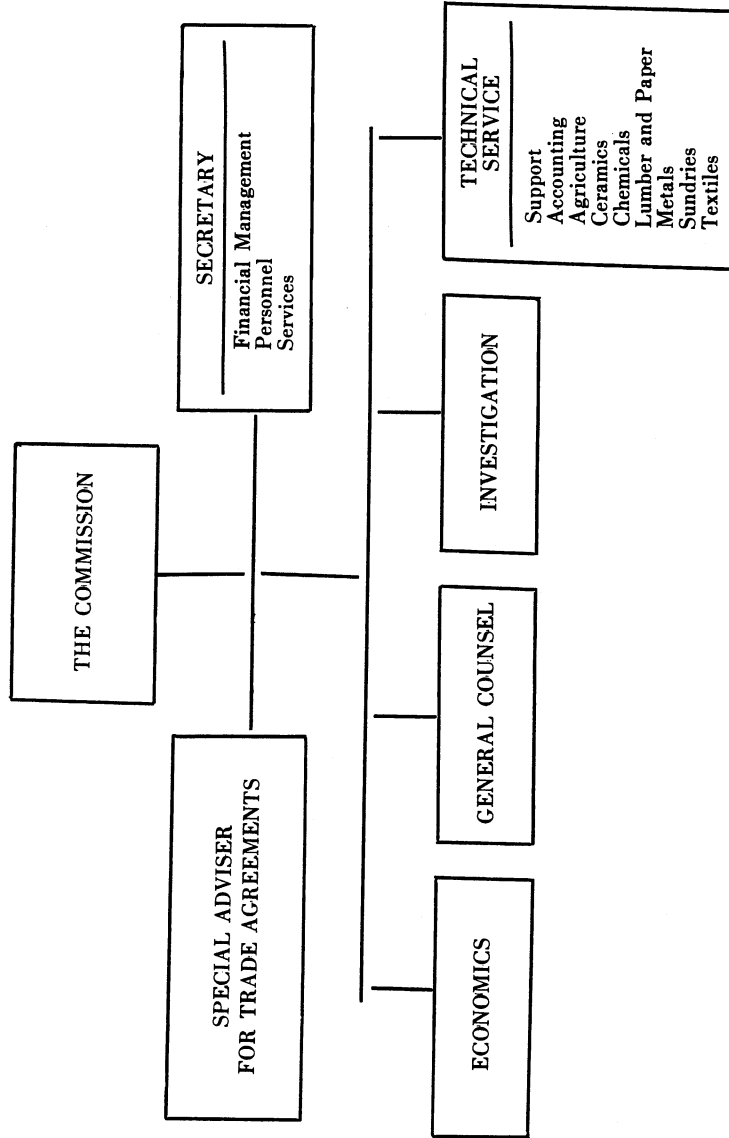 THE COMMISSION
SPECIAL ADVISER
FOR TRADE AGREEMENTS
SECRETARY
Financial Management
Personnel
Services
ECONOMICS
GENERAL COUNSEL
INVESTIGATION
TECHNICAL
SERVICE
Support
Accounting
Agriculture
Ceramics
Chemicals
Lumber and Paper
Metals
Sundries
Textiles